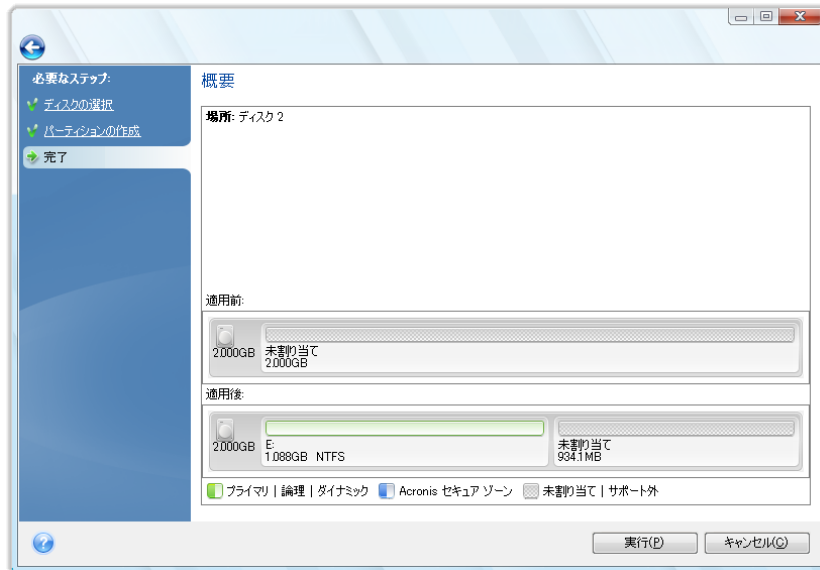 必要なステップ:
ディスクの選択
パーティションの作成
完了
概要
場所: ディスク 2
適用前:
2.000GB
未割り当て
2.000GB
適用後:
2.000GB
E:
1.088GB NTFS
未割り当て
934.1MB
プライマリ | 論理 | ダイナミック Acronis セキュア ゾーン 未割り当て | サポート外
実行(P) キャンセル(C)